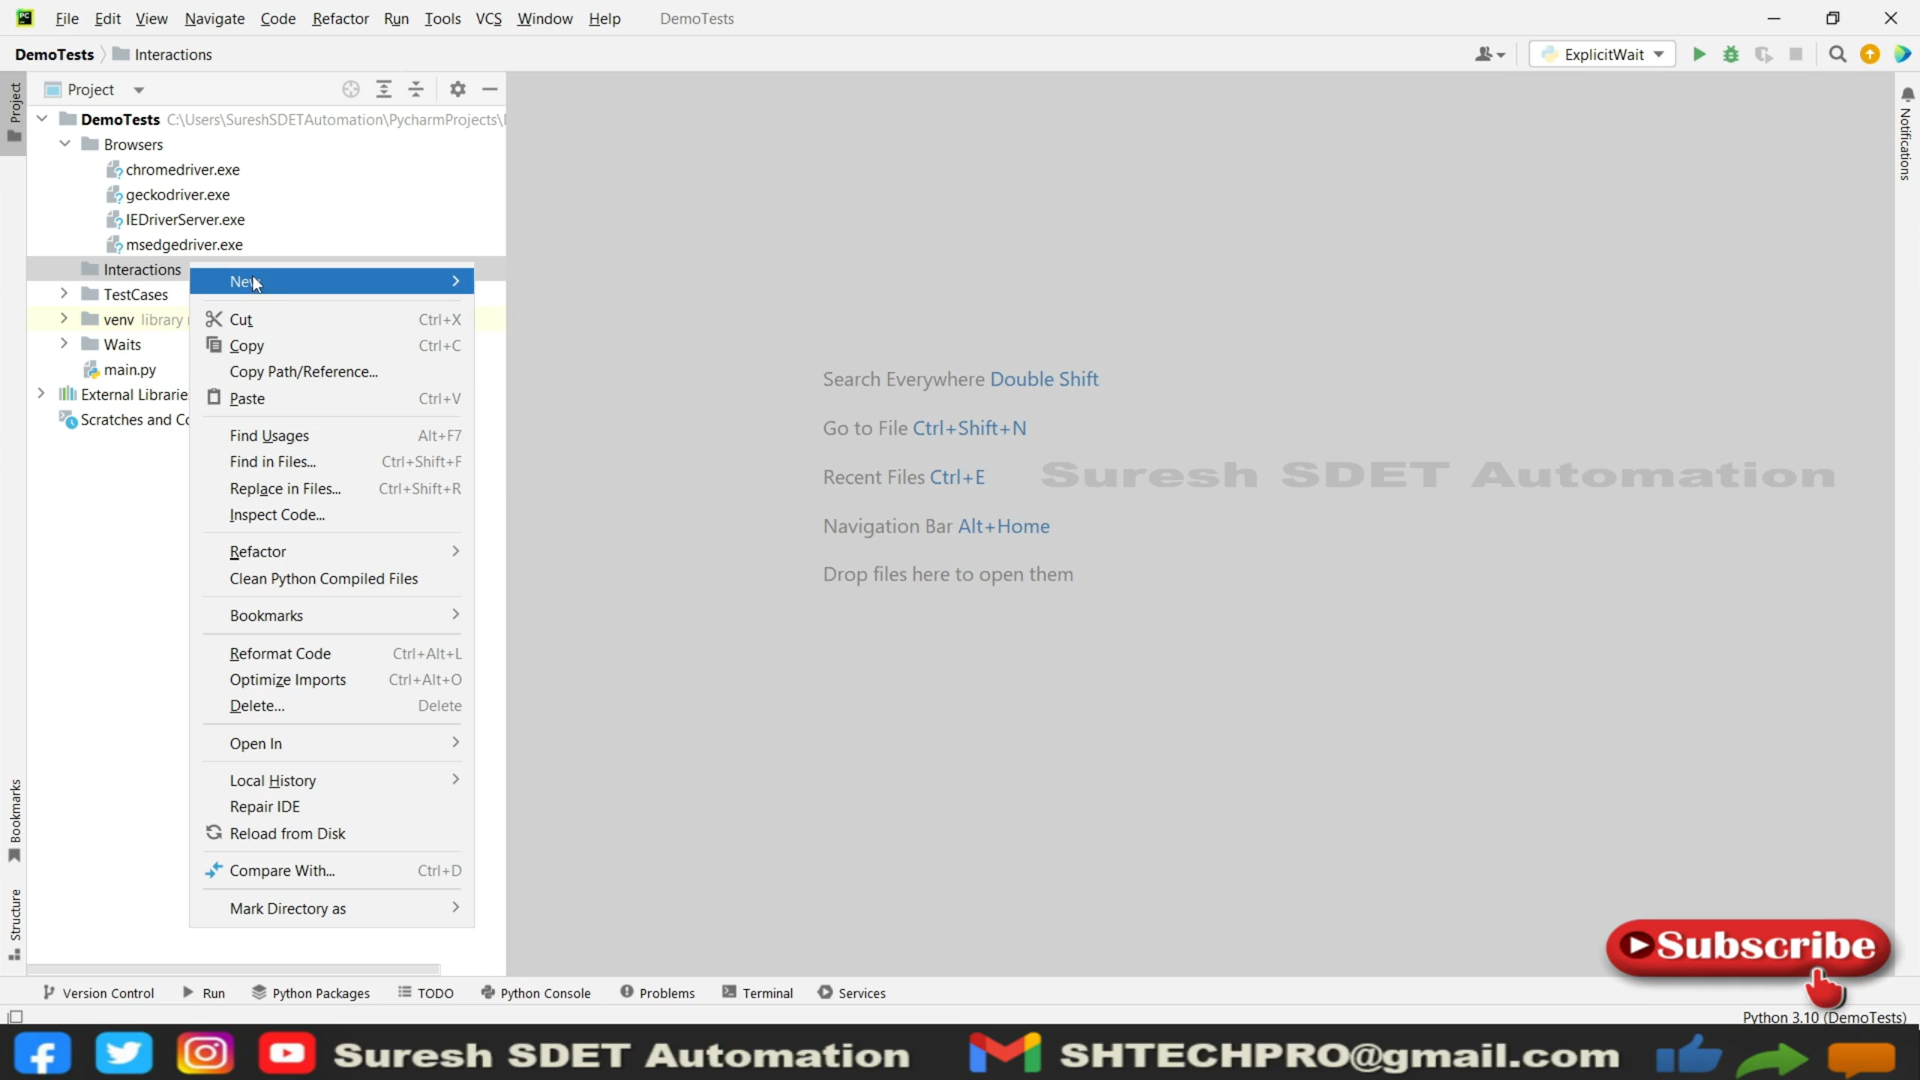 File Edit View Navigate Code Refactor Run Tools VCS Window Help DemoTests
DemoTests Interactions ExplicitWait
Project
Project
DemoTests C:\Users\SureshSDETAutomation\PycharmProjects\
Browsers
chromedriver.exe
geckodriver.exe
IEDriverServer.exe
msedgedriver.exe
Interactions
TestCases
venv library
Waits
main.py
External Libraries
Scratches and
New
Cut Ctrl+X
Copy Ctrl+C
Copy Path/Reference...
Paste Ctrl+V
Find Usages Alt+F7
Find in Files... Ctrl+Shift+F
Replace in Files... Ctrl+Shift+R
Inspect Code...
Refactor
Clean Python Compiled Files
Bookmarks
Reformat Code Ctrl+Alt+L
Optimize Imports Ctrl+Alt+O
Delete... Delete
Open In
Local History
Repair IDE
Reload from Disk
Compare With... Ctrl+D
Mark Directory as
Search Everywhere Double Shift
Go to File Ctrl+Shift+N
Recent Files Ctrl+E
Navigation Bar Alt+Home
Drop files here to open them
Suresh SDET Automation
Notifications
Bookmarks
Structure
Subscribe
Version Control Run Python Packages TODO Python Console Problems Terminal Services
Python 3.10 (DemoTests)
Suresh SDET Automation SHTECHPRO@gmail.com